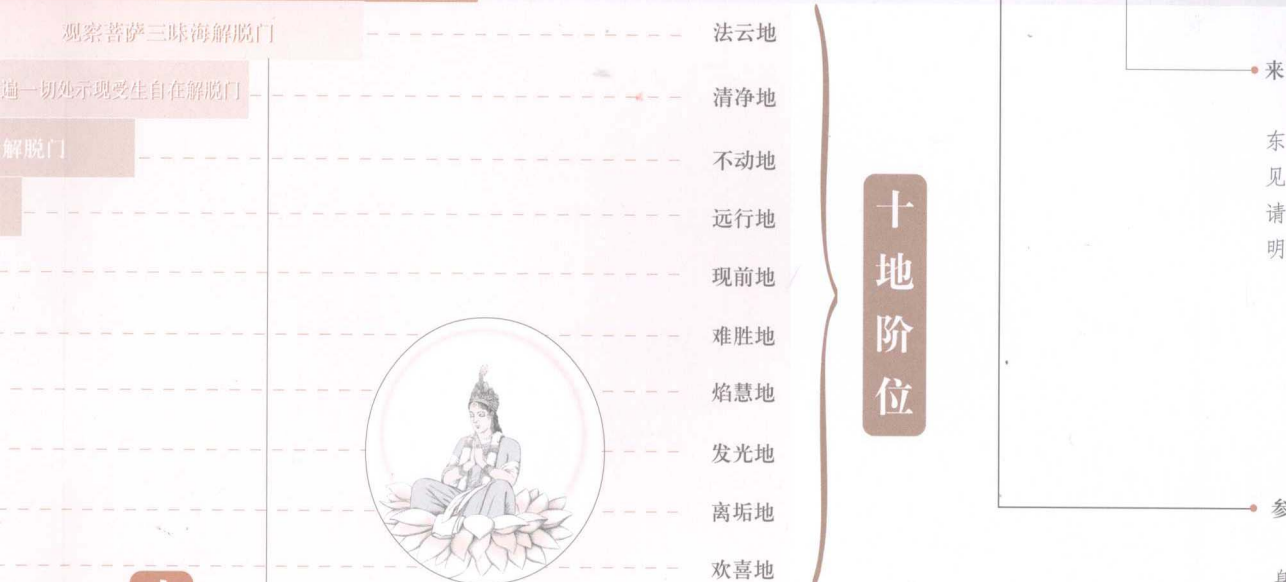 观察菩萨三昧海解脱门
遍一切处示现受生自在解脱门
解脱门
法云地
清净地
不动地
远行地
现前地
难胜地
焰慧地
发光地
离垢地
欢喜地
十地阶位
来
东
见
请
明
参